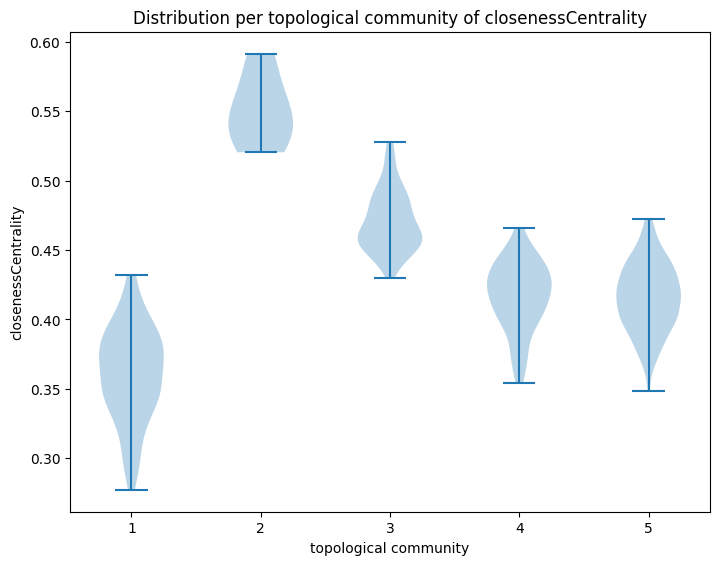 Distribution per topological community of closenessCentrality
0.60
0.55
0.50
0.45
0.40
0.35
0.30
closenessCentrality
1 2 3 4 5
topological community